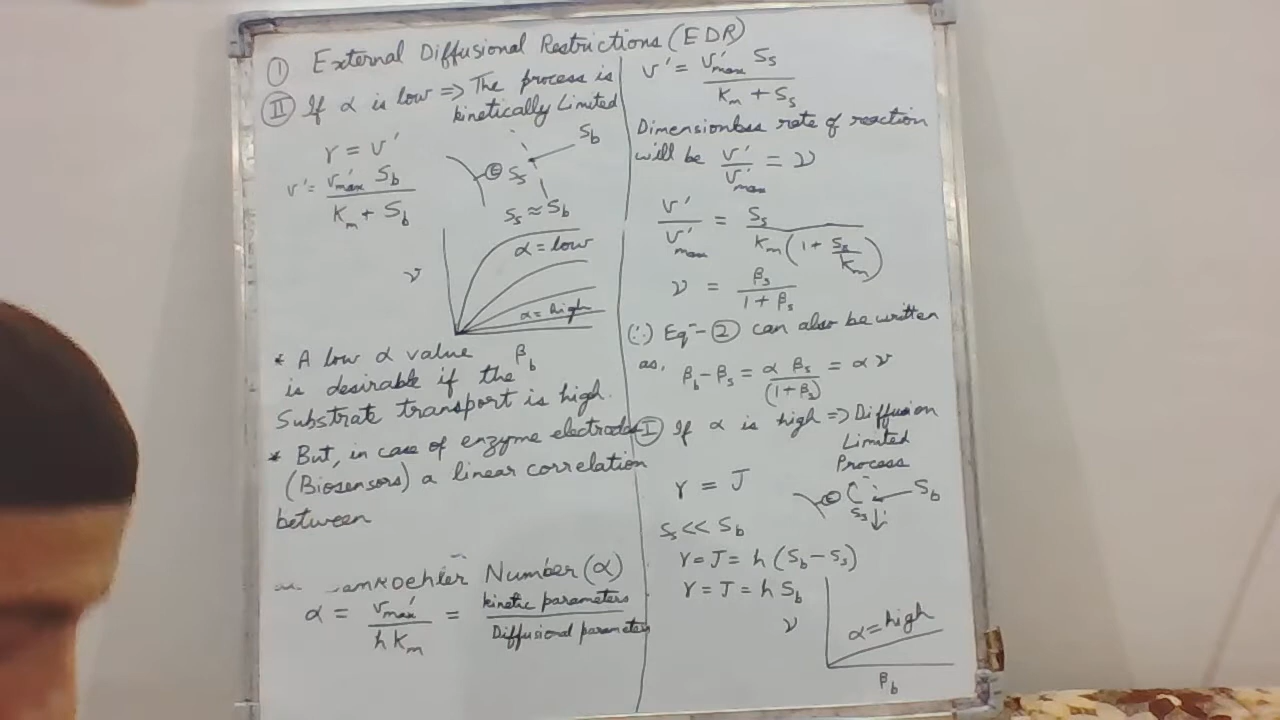 ① External Diffusional Restrictions (EDR)
Ⅱ If α is low ⇒ The process is
kinetically Limited
r = v'
v' = v'max Sb / Km + Sb
E Ss Sb
Ss ≈ Sb
α = low
ν
α = high
βb
* A low α value
is desirable if the
Substrate transport is high.
* But, in case of enzyme electrodes
(Biosensors) a linear correlation
between
Number (α)
α = v'max / h Km = kinetic parameters / Diffusional parameters
v' = v'max Ss / Km + Ss
Dimensionless rate of reaction
will be v' / v'max = ν
v' / v'max = Ss / Km (1 + Ss / Km)
ν = βs / 1 + βs
(∴) Eqn - ② can also be written
as, βb - βs = α βs / (1 + βs) = α ν
Ⅰ If α is high ⇒ Diffusion
Limited
Process
r = J
E Ss Sb
Ss << Sb
r = J = h (Sb - Ss)
r = J = h Sb
ν
α = high
βb